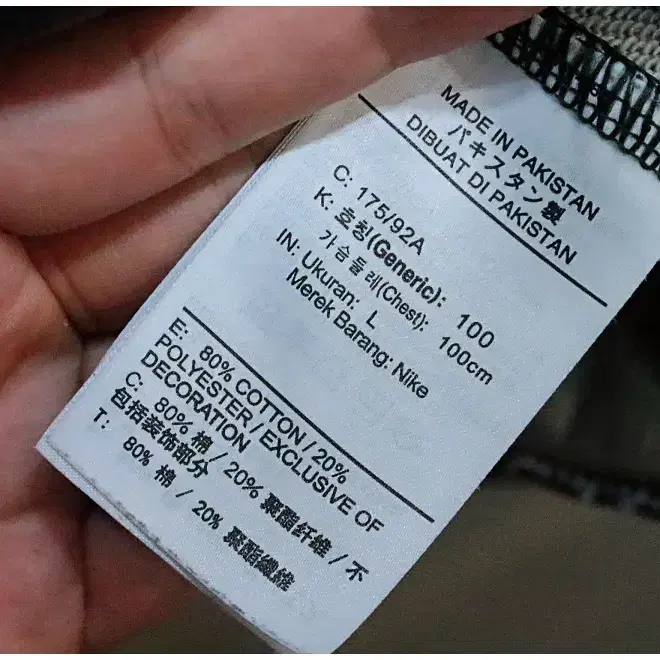 MADE IN PAKISTAN
パキスタン製
DIBUAT DI PAKISTAN
C: 175/92A
K: 호칭(Generic): 100
가슴둘레(Chest): 100cm
IN: Ukuran: L
Merek Barang: Nike
E: 80% COTTON / 20%
POLYESTER / EXCLUSIVE OF
DECORATION
C: 80% 棉 / 20% 聚酯纤维 / 不
包括装饰部分
T: 80% 棉 / 20% 聚酯纖維